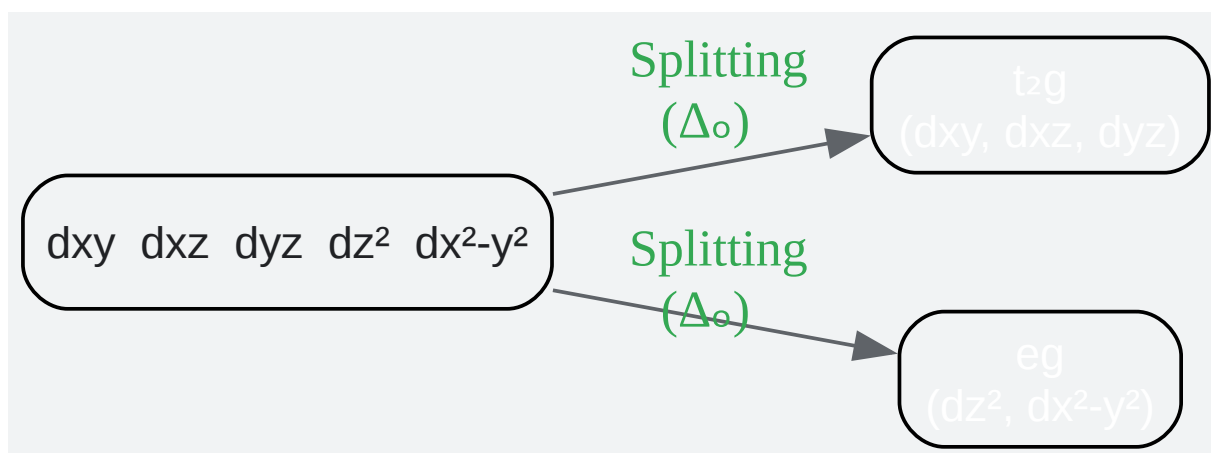 Splitting
(Δₒ)
t₂g
(dxy, dxz, dyz)
dxy dxz dyz dz² dx²-y²
Splitting
(Δₒ)
eg
(dz², dx²-y²)